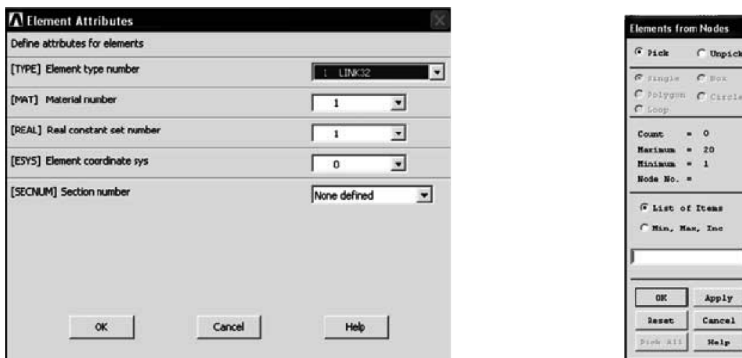 Element Attributes
Define attributes for elements
[TYPE] Element type number
1 LINK32
[MAT] Material number
1
[REAL] Real constant set number
1
[ESYS] Element coordinate sys
0
[SECNUM] Section number
None defined
OK Cancel Help
Elements from Nodes
Pick Unpick
Single Box
Polygon Circle
Loop
Count = 0
Maximum = 20
Minimum = 1
Node No. =
List of Items
Min, Max, Inc
OK Apply
Reset Cancel
Pick All Help